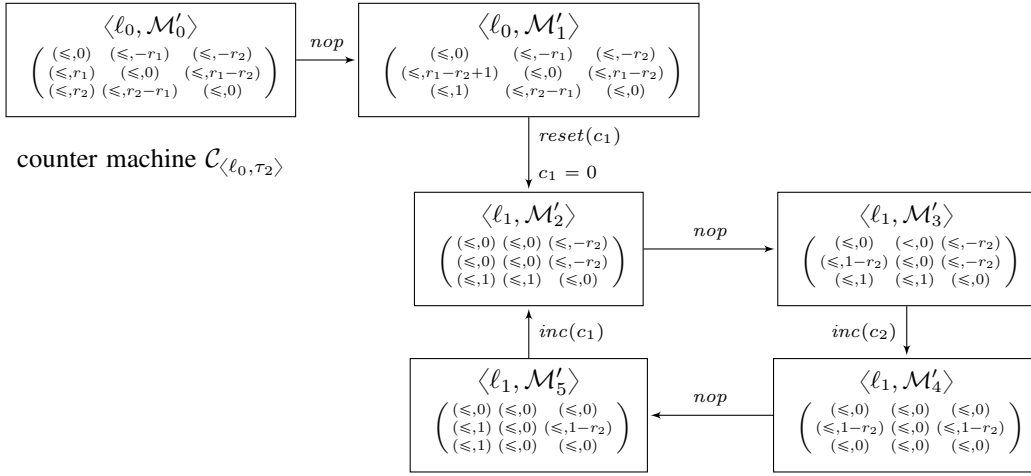 ⟨ℓ₀, M′₀⟩
(⩽,0) (⩽,−r₁) (⩽,−r₂)
(⩽,r₁) (⩽,0) (⩽,r₁−r₂)
(⩽,r₂) (⩽,r₂−r₁) (⩽,0)
nop
⟨ℓ₀, M′₁⟩
(⩽,0) (⩽,−r₁) (⩽,−r₂)
(⩽,r₁−r₂+1) (⩽,0) (⩽,r₁−r₂)
(⩽,1) (⩽,r₂−r₁) (⩽,0)
counter machine C⟨ℓ₀,τ₂⟩
reset(c₁)
c₁ = 0
⟨ℓ₁, M′₂⟩
(⩽,0) (⩽,0) (⩽,−r₂)
(⩽,0) (⩽,0) (⩽,−r₂)
(⩽,1) (⩽,1) (⩽,0)
nop
⟨ℓ₁, M′₃⟩
(⩽,0) (<,0) (⩽,−r₂)
(⩽,1−r₂) (⩽,0) (⩽,−r₂)
(⩽,1) (⩽,1) (⩽,0)
inc(c₁)
inc(c₂)
⟨ℓ₁, M′₅⟩
(⩽,0) (⩽,0) (⩽,0)
(⩽,1) (⩽,0) (⩽,1−r₂)
(⩽,1) (⩽,0) (⩽,0)
nop
⟨ℓ₁, M′₄⟩
(⩽,0) (⩽,0) (⩽,0)
(⩽,1−r₂) (⩽,0) (⩽,1−r₂)
(⩽,0) (⩽,0) (⩽,0)